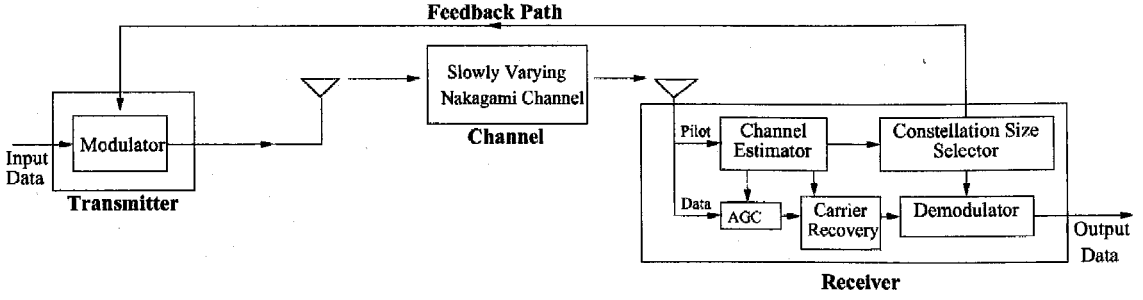 Feedback Path
Slowly Varying
Nakagami Channel
Channel
Modulator
Input
Data
Transmitter
Pilot
Channel
Estimator
Constellation Size
Selector
Data
AGC
Carrier
Recovery
Demodulator
Output
Data
Receiver